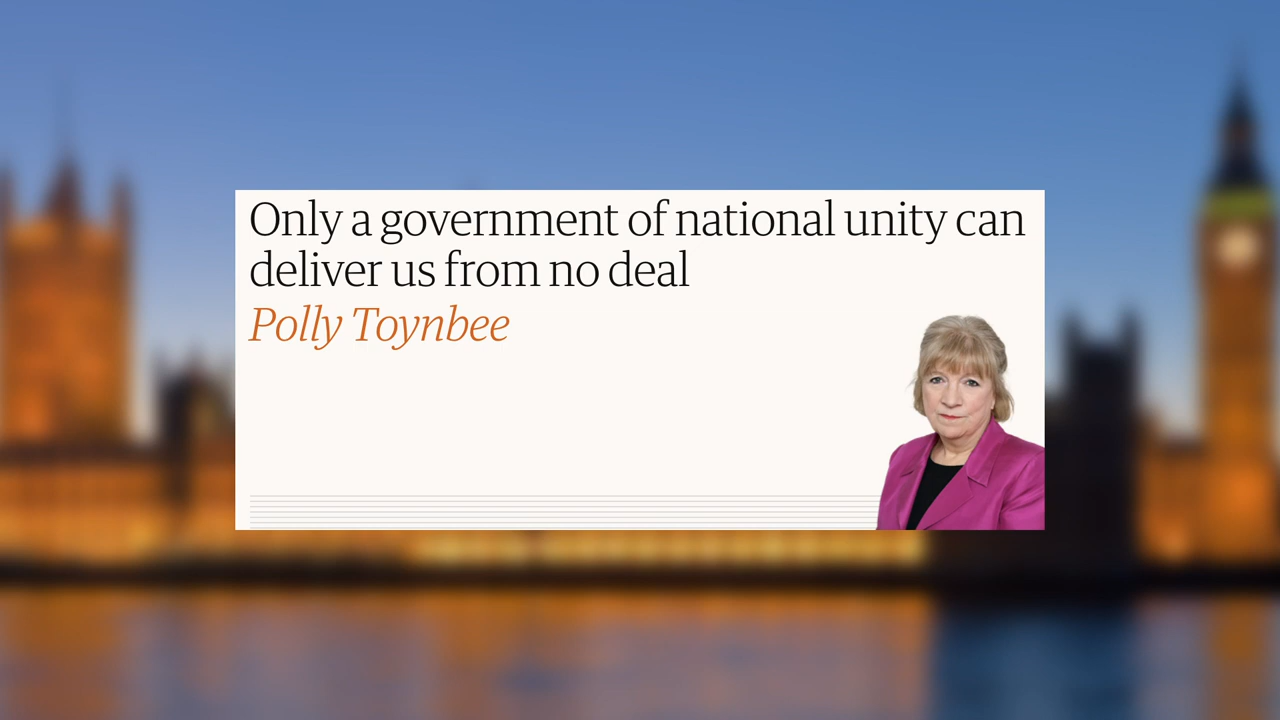 Only a government of national unity can
deliver us from no deal
Polly Toynbee